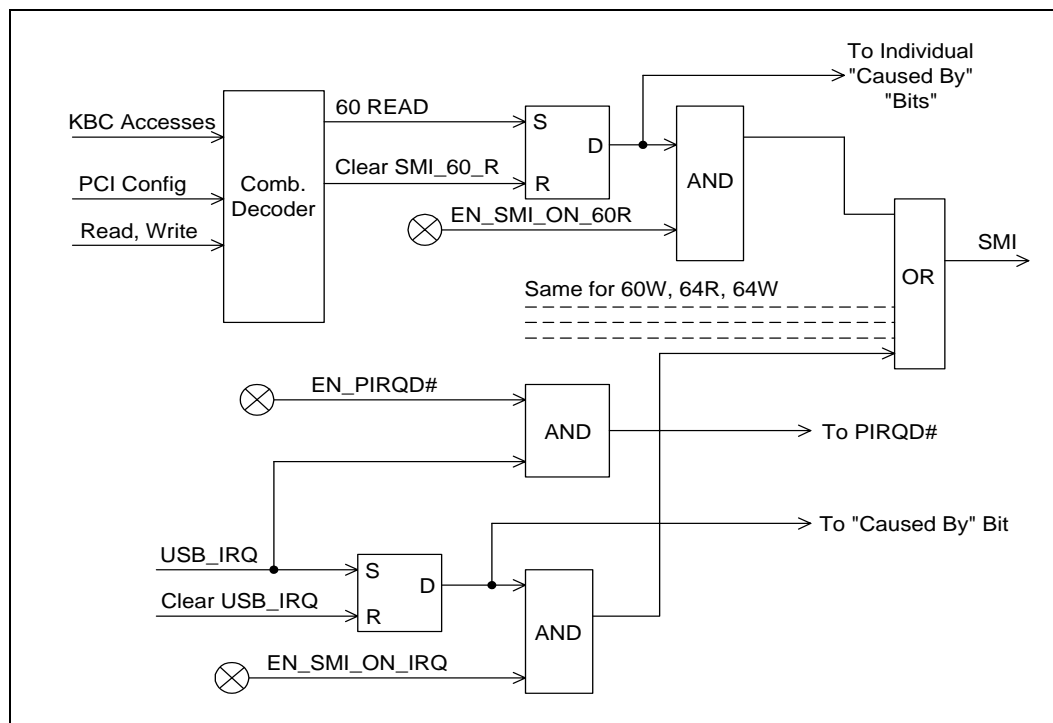 To Individual
"Caused By"
"Bits"
KBC Accesses
PCI Config
Read, Write
Comb.
Decoder
60 READ
Clear SMI_60_R
S
R
D
AND
EN_SMI_ON_60R
OR
SMI
Same for 60W, 64R, 64W
EN_PIRQD#
AND
To PIRQD#
To "Caused By" Bit
USB_IRQ
Clear USB_IRQ
S
R
D
AND
EN_SMI_ON_IRQ